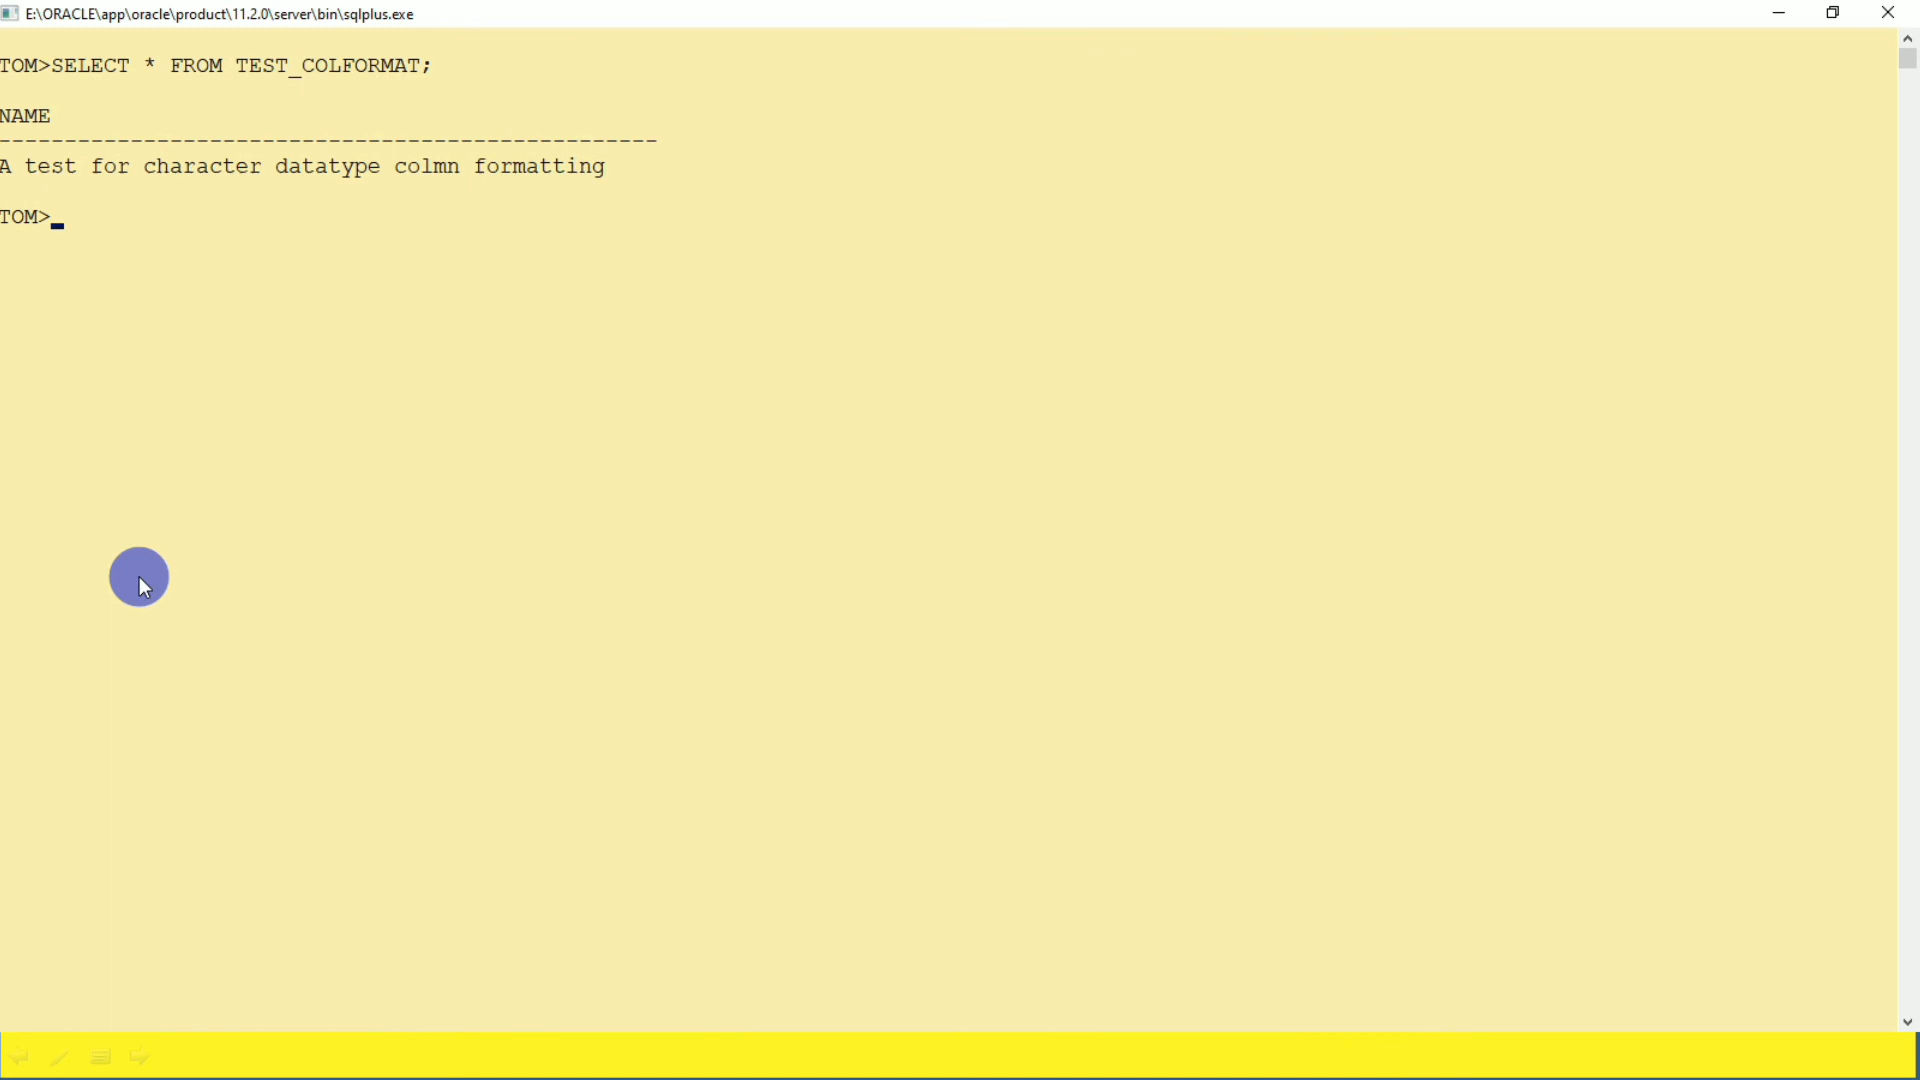 E:\ORACLE\app\oracle\product\11.2.0\server\bin\sqlplus.exe
TOM>SELECT * FROM TEST_COLFORMAT;
NAME
--------------------------------------------------
A test for character datatype colmn formatting
TOM>